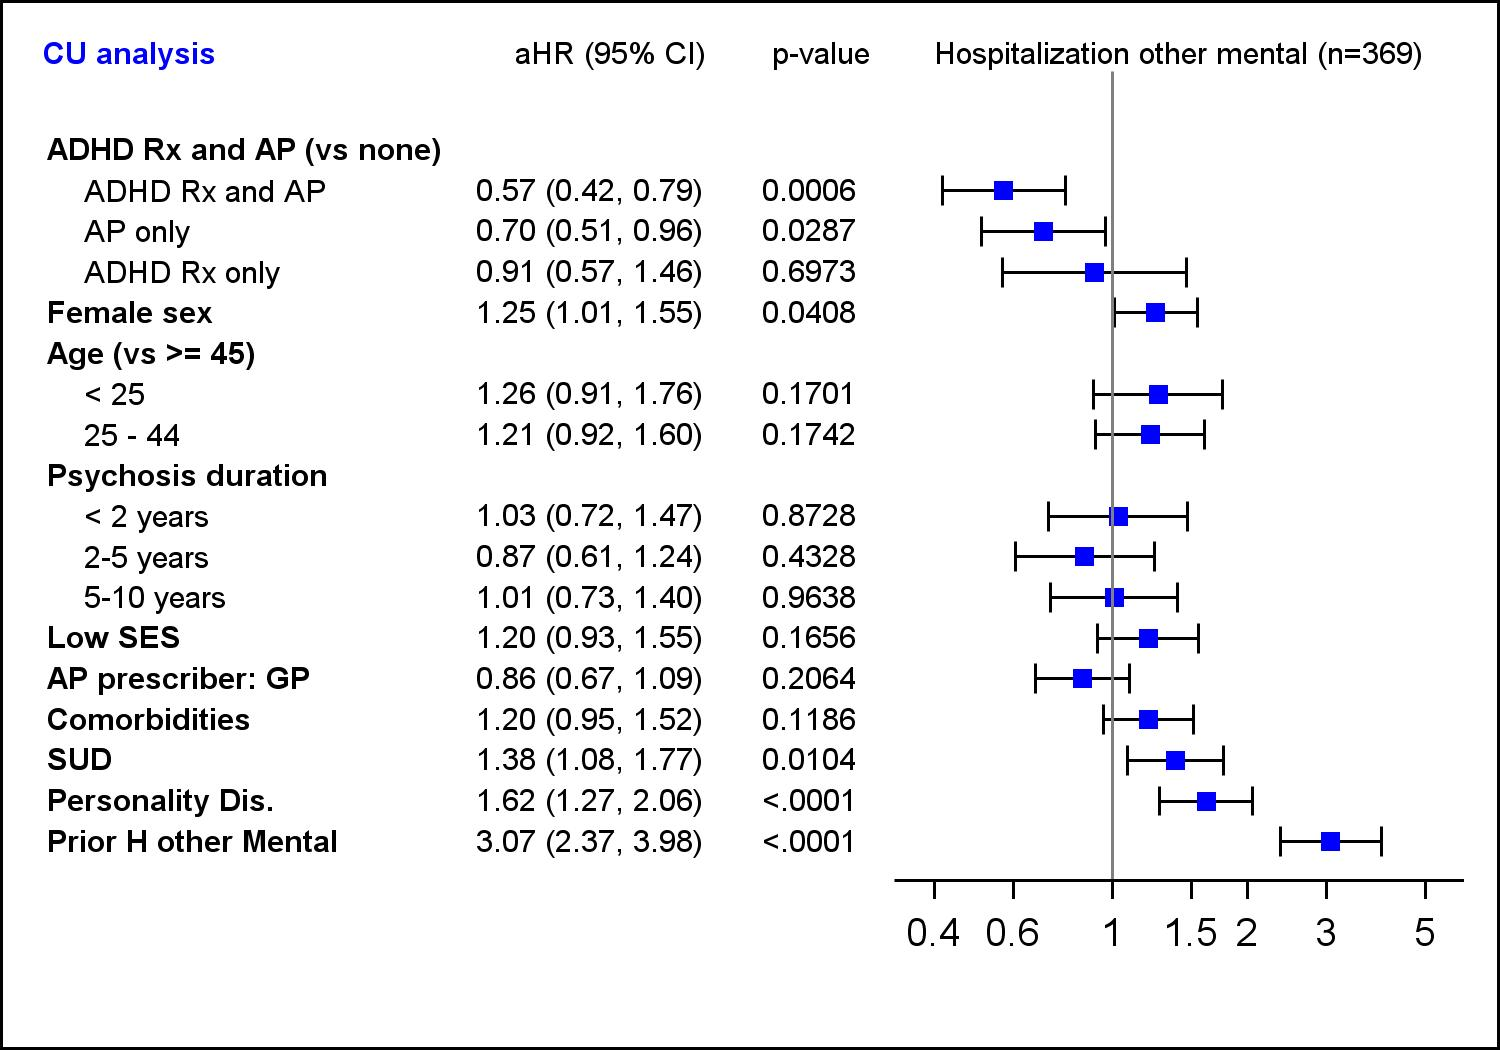 CU analysis aHR (95% CI) p-value Hospitalization other mental (n=369)
ADHD Rx and AP (vs none)
ADHD Rx and AP 0.57 (0.42, 0.79) 0.0006
AP only 0.70 (0.51, 0.96) 0.0287
ADHD Rx only 0.91 (0.57, 1.46) 0.6973
Female sex 1.25 (1.01, 1.55) 0.0408
Age (vs >= 45)
< 25 1.26 (0.91, 1.76) 0.1701
25 - 44 1.21 (0.92, 1.60) 0.1742
Psychosis duration
< 2 years 1.03 (0.72, 1.47) 0.8728
2-5 years 0.87 (0.61, 1.24) 0.4328
5-10 years 1.01 (0.73, 1.40) 0.9638
Low SES 1.20 (0.93, 1.55) 0.1656
AP prescriber: GP 0.86 (0.67, 1.09) 0.2064
Comorbidities 1.20 (0.95, 1.52) 0.1186
SUD 1.38 (1.08, 1.77) 0.0104
Personality Dis. 1.62 (1.27, 2.06) <.0001
Prior H other Mental 3.07 (2.37, 3.98) <.0001
0.4 0.6 1 1.5 2 3 5